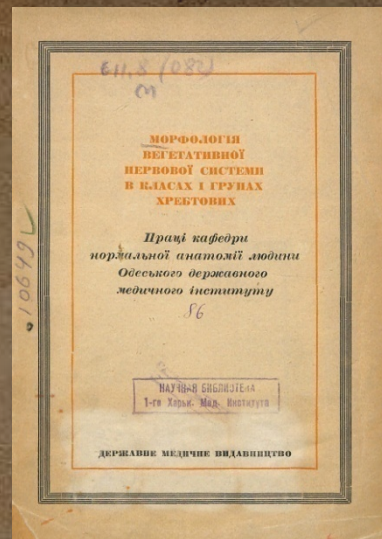 611.8 (082)
М
МОРФОЛОГІЯ
ВЕГЕТАТИВНОЇ
НЕРВОВОЇ СИСТЕМИ
В КЛАСАХ І ГРУПАХ
ХРЕБТОВИХ
Праці кафедри
нормальної анатомії людини
Одеського державного
медичного інституту
86
10649
НАУЧНАЯ БИБЛИОТЕКА
1-го Харьк. Мед. Института
ДЕРЖАВНЕ МЕДИЧНЕ ВИДАВНИЦТВО